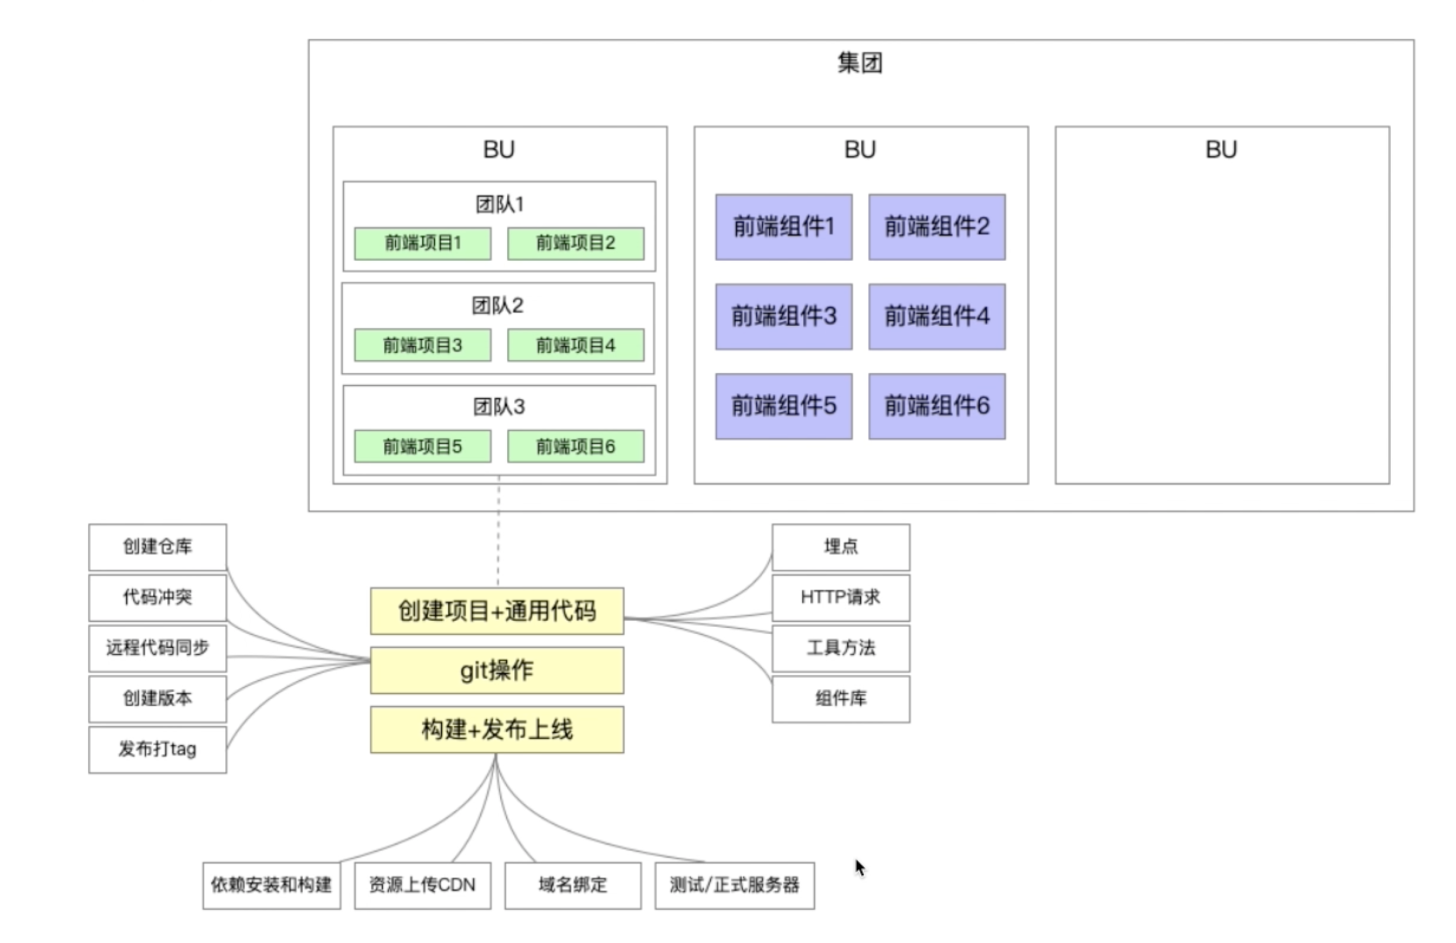 集团
BU
团队1
前端项目1
前端项目2
团队2
前端项目3
前端项目4
团队3
前端项目5
前端项目6
BU
前端组件1
前端组件2
前端组件3
前端组件4
前端组件5
前端组件6
BU
创建仓库
代码冲突
远程代码同步
创建版本
发布打tag
创建项目+通用代码
git操作
构建+发布上线
埋点
HTTP请求
工具方法
组件库
依赖安装和构建
资源上传CDN
域名绑定
测试/正式服务器